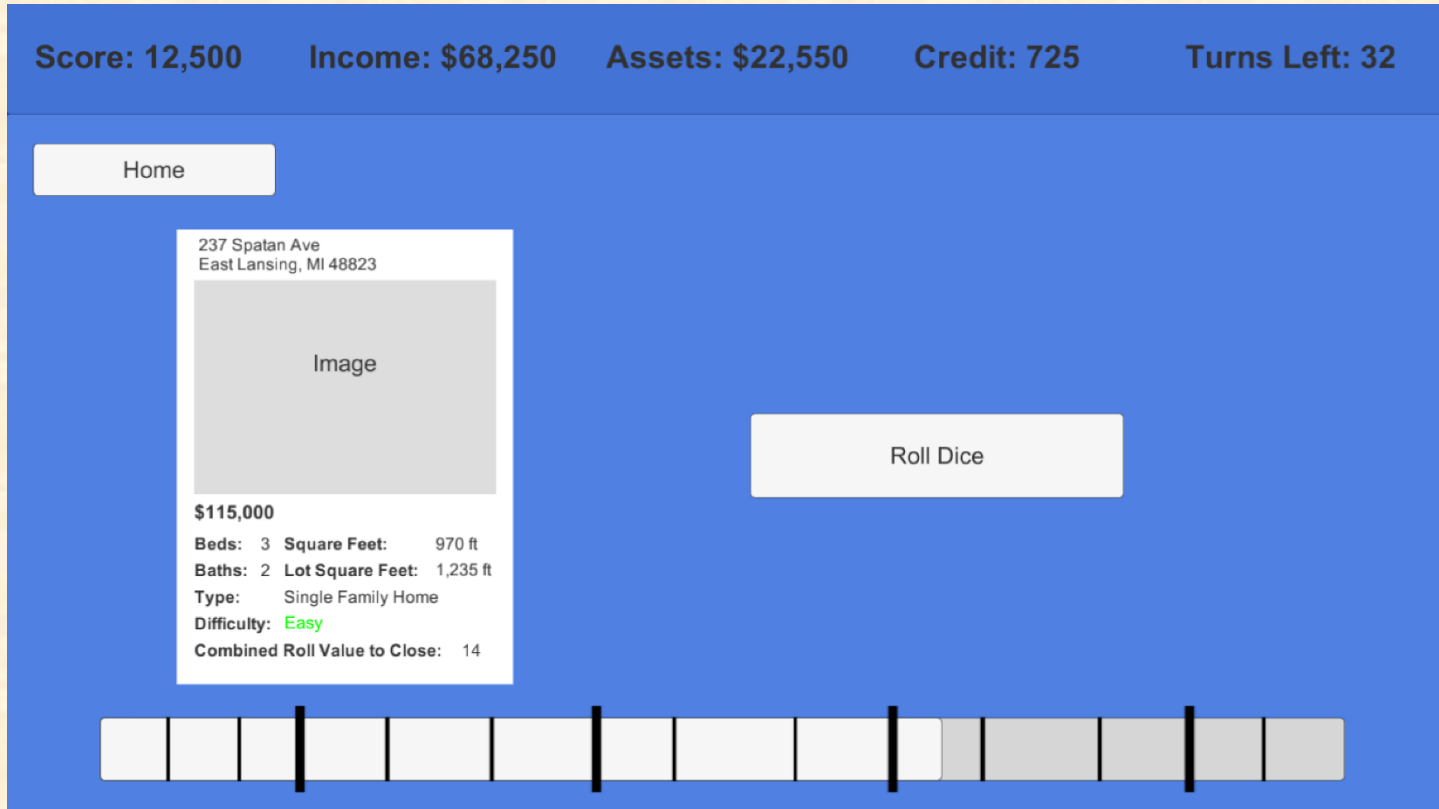 Score: 12,500 Income: $68,250 Assets: $22,550 Credit: 725 Turns Left: 32
Home
237 Spatan Ave
East Lansing, MI 48823
Image
Roll Dice
$115,000
Beds: 3 Square Feet: 970 ft
Baths: 2 Lot Square Feet: 1,235 ft
Type: Single Family Home
Difficulty: Easy
Combined Roll Value to Close: 14